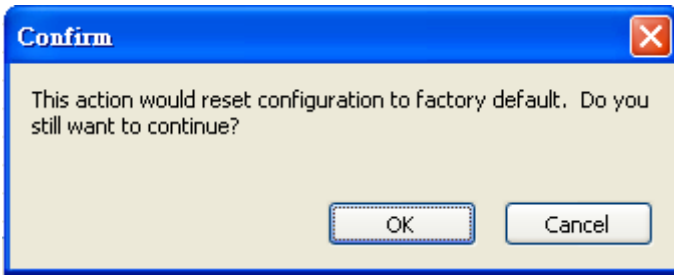 Confirm
This action would reset configuration to factory default.  Do you
still want to continue?
OK
Cancel